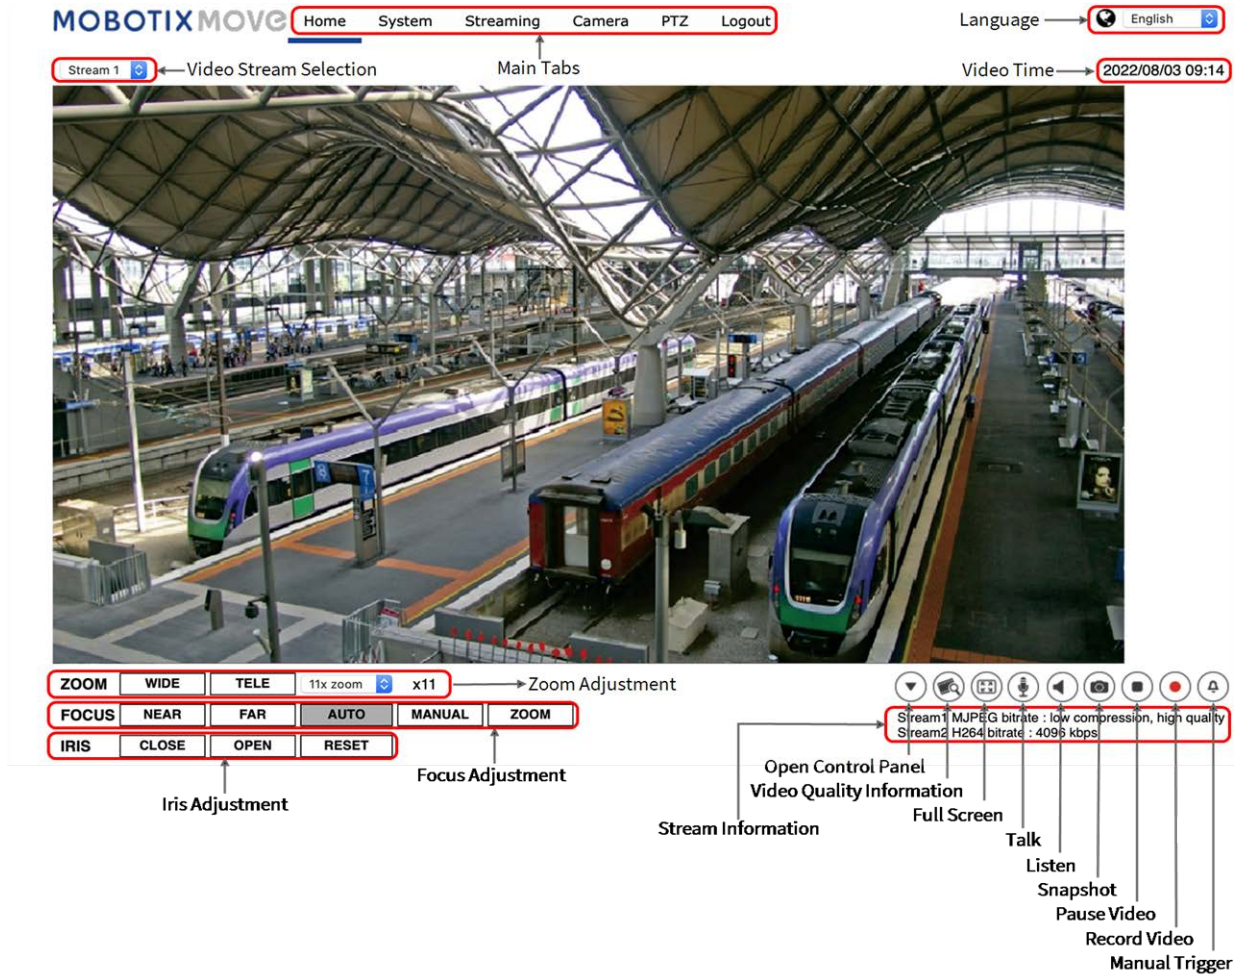 MOBOTIX MOVE Home System Streaming Camera PTZ Logout Language English
Stream 1 Video Stream Selection Main Tabs Video Time 2022/08/03 09:14
ZOOM WIDE TELE 11x zoom x11 Zoom Adjustment
FOCUS NEAR FAR AUTO MANUAL ZOOM
IRIS CLOSE OPEN RESET
Stream1 MJPEG bitrate : low compression, high quality
Stream2 H264 bitrate : 4096 kbps
Focus Adjustment
Iris Adjustment
Open Control Panel
Video Quality Information
Full Screen
Stream Information
Talk
Listen
Snapshot
Pause Video
Record Video
Manual Trigger